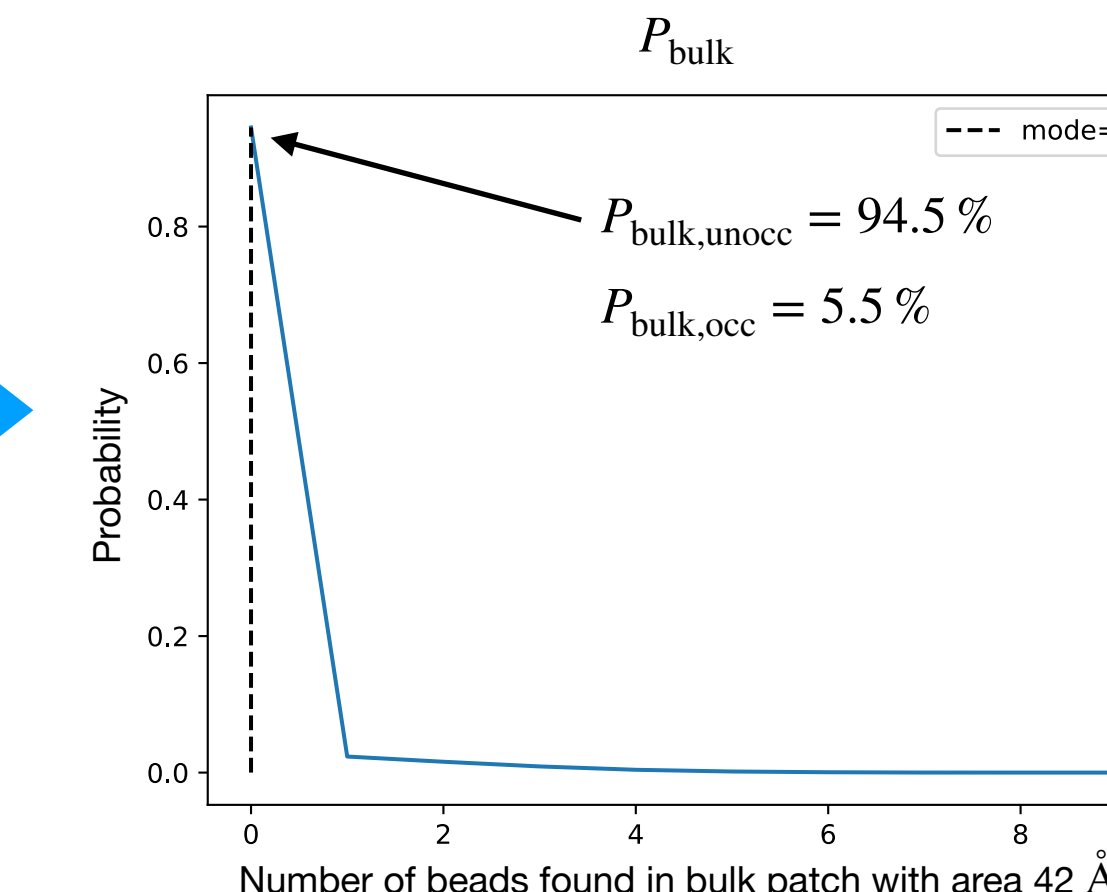 P_bulk
mode=
P_bulk,unocc = 94.5 %
P_bulk,occ = 5.5 %
Probability
0.8
0.6
0.4
0.2
0.0
0 2 4 6 8
Number of beads found in bulk patch with area 42 Å